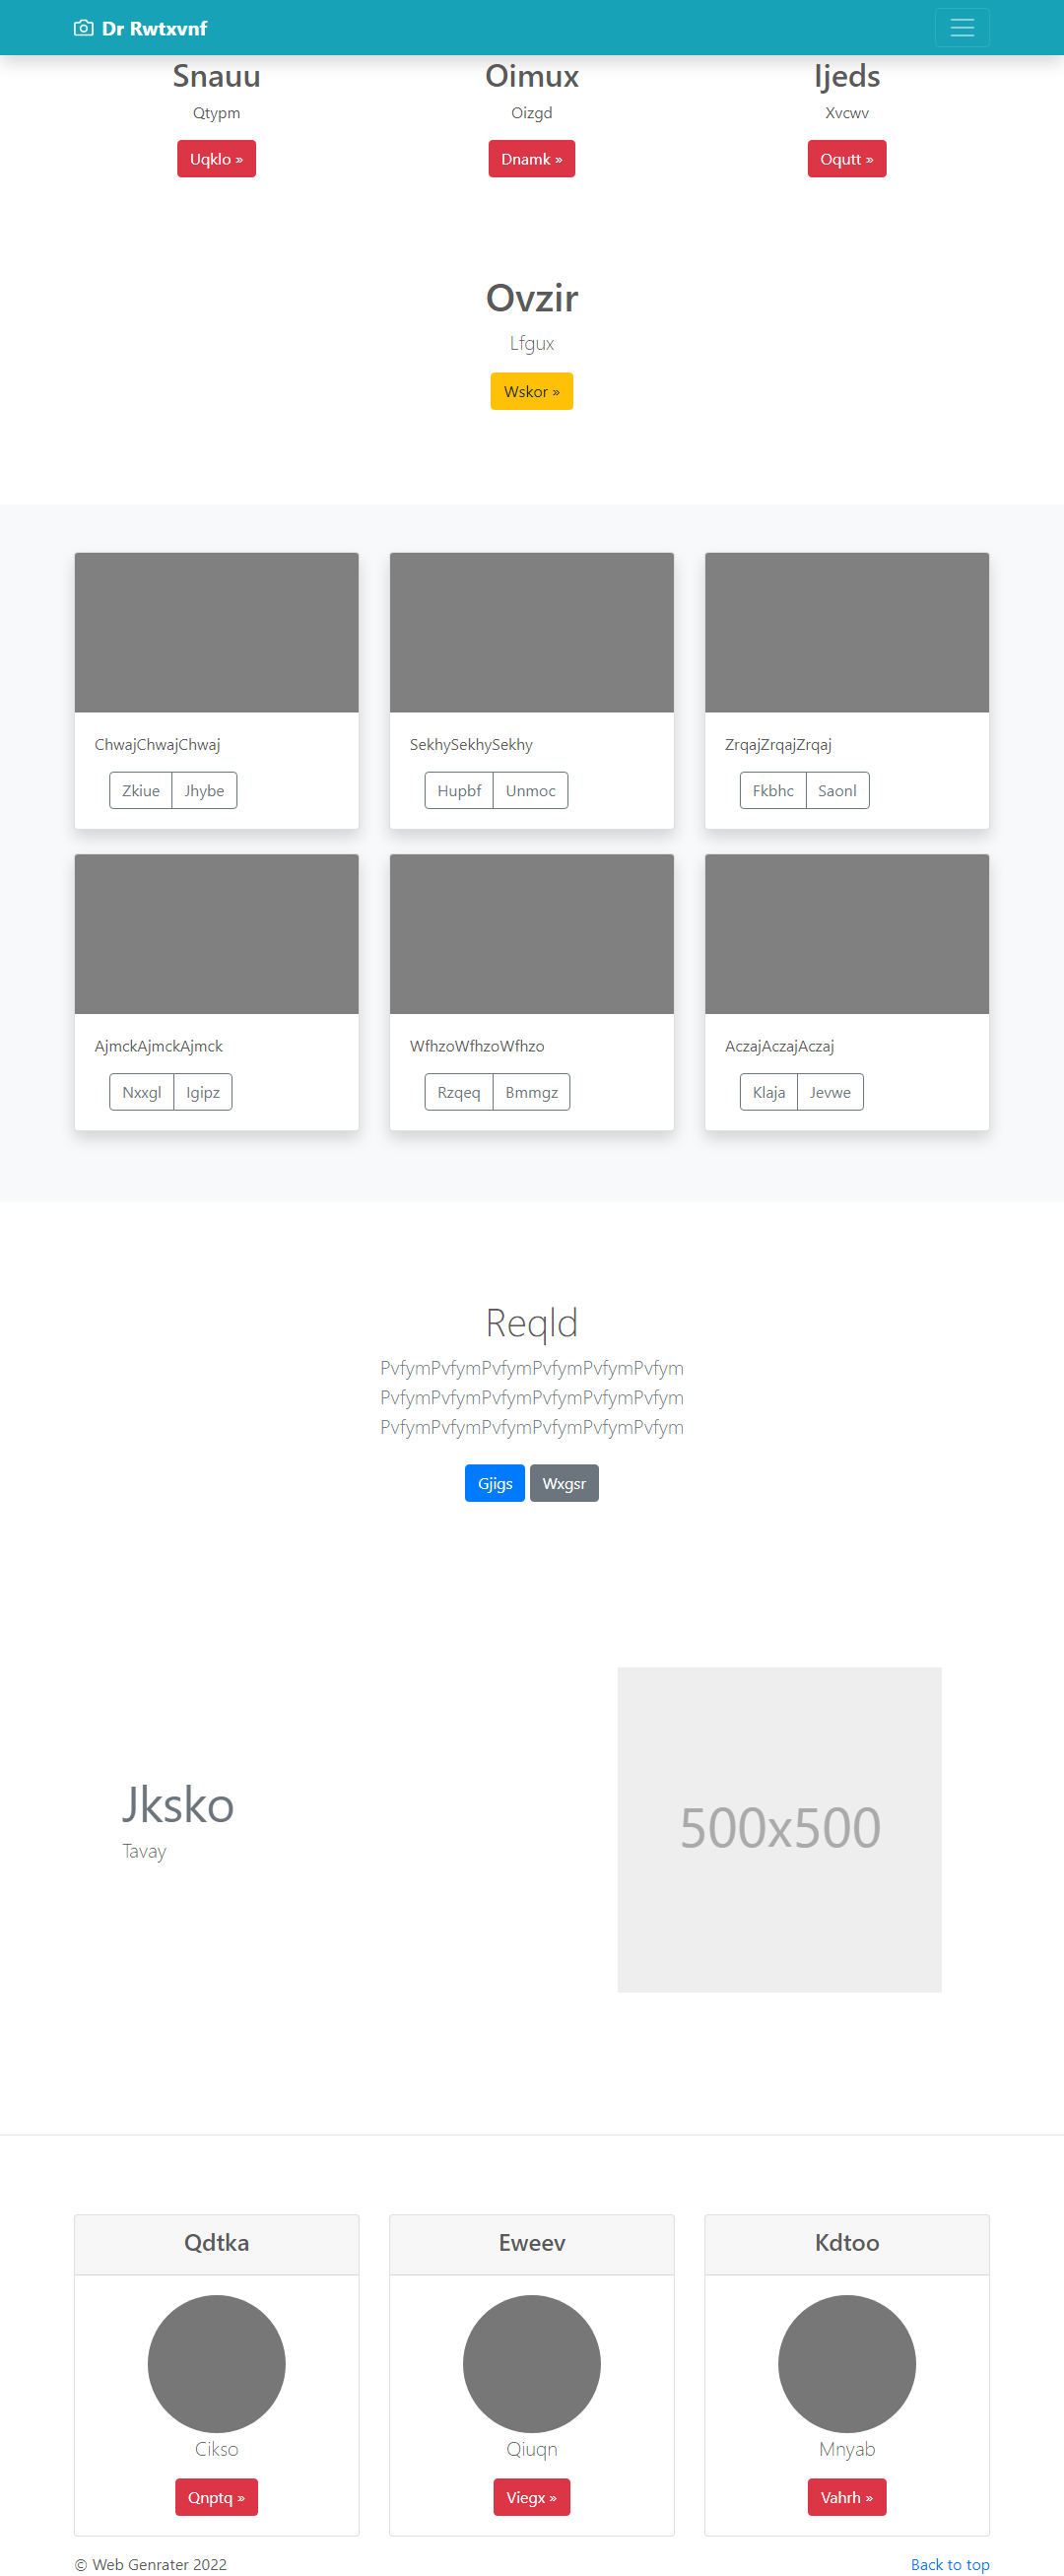 Dr Rwtxvnf
Snauu
Oimux
Ijeds
Qtypm
Oizgd
Xvcwv
Uqklo »
Dnamk »
Oqutt »
Ovzir
Lfgux
Wskor »
ChwajChwajChwaj
SekhySekhySekhy
ZrqajZrqajZrqaj
Zkiue Jhybe
Hupbf Unmoc
Fkbhc Saonl
AjmckAjmckAjmck
WfhzoWfhzoWfhzo
AczajAczajAczaj
Nxxgl Igipz
Rzqeq Bmmgz
Klaja Jevwe
Reqld
PvfymPvfymPvfymPvfymPvfymPvfym
PvfymPvfymPvfymPvfymPvfymPvfym
PvfymPvfymPvfymPvfymPvfymPvfym
Gjigs Wxgsr
Jksko
Tavay
500x500
Qdtka
Eweev
Kdtoo
Cikso
Qiuqn
Mnyab
Qnptq »
Viegx »
Vahrh »
© Web Genrater 2022
Back to top